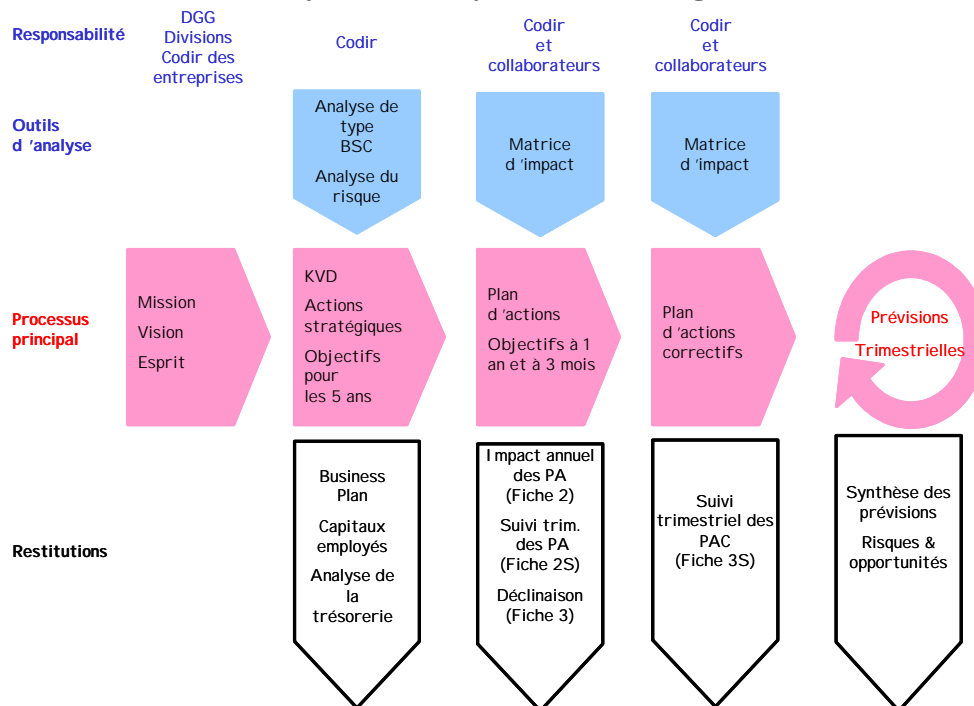 Responsabilité
DGG
Divisions
Codir des
entreprises
Codir
Codir
et
collaborateurs
Codir
et
collaborateurs
Outils
d 'analyse
Analyse de
type
BSC
Analyse du
risque
Matrice
d 'impact
Matrice
d 'impact
Processus
principal
Mission
Vision
Esprit
KVD
Actions
stratégiques
Objectifs
pour
les 5 ans
Plan
d 'actions
Objectifs à 1
an et à 3 mois
Plan
d 'actions
correctifs
Prévisions
Trimestrielles
Restitutions
Business
Plan
Capitaux
employés
Analyse de
la
trésorerie
Impact annuel
des PA
(Fiche 2)
Suivi trim.
des PA
(Fiche 2S)
Déclinaison
(Fiche 3)
Suivi
trimestriel des
PAC
(Fiche 3S)
Synthèse des
prévisions
Risques &
opportunités